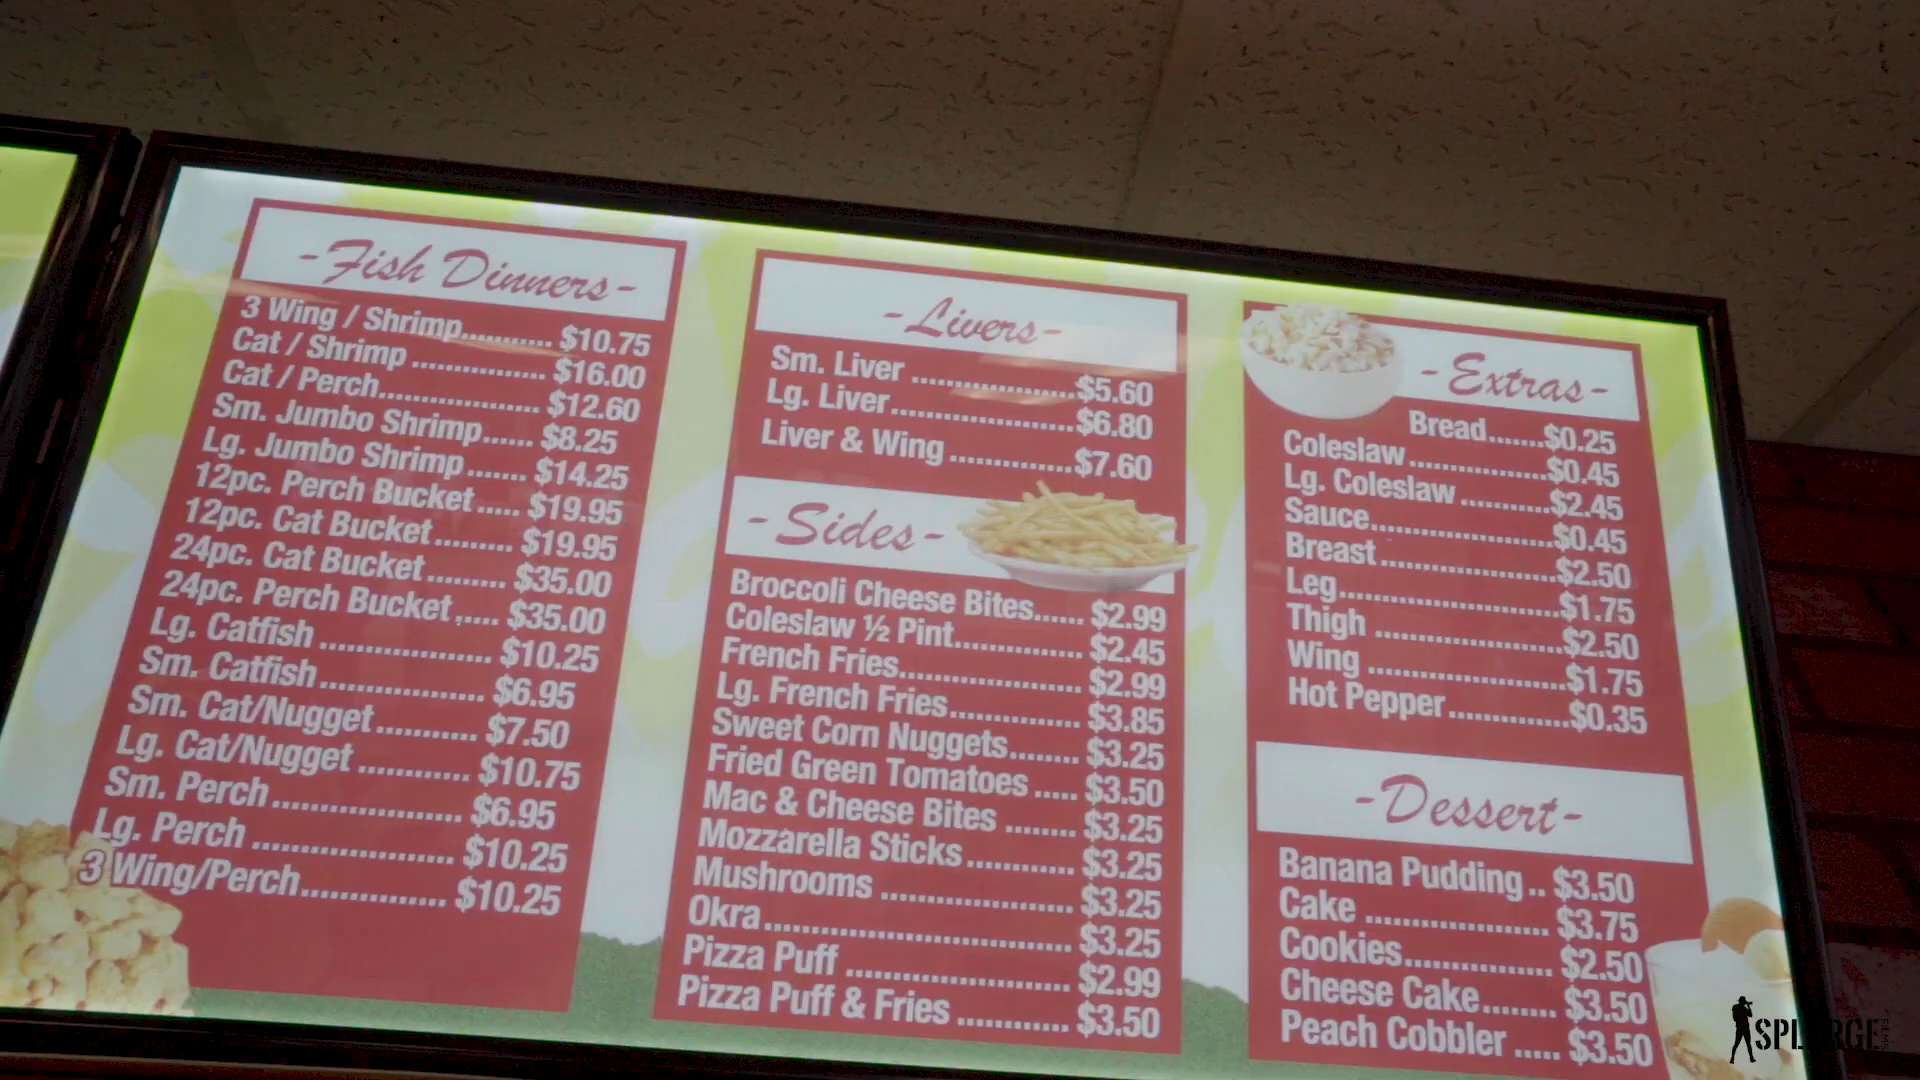 -Fish Dinners-
3 Wing / Shrimp........... $10.75
Cat / Shrimp ................ $16.00
Cat / Perch................... $12.60
Sm. Jumbo Shrimp...... $8.25
Lg. Jumbo Shrimp....... $14.25
12pc. Perch Bucket ..... $19.95
12pc. Cat Bucket ......... $19.95
24pc. Cat Bucket ......... $35.00
24pc. Perch Bucket ...... $35.00
Lg. Catfish ..................... $10.25
Sm. Catfish .................... $6.95
Sm. Cat/Nugget ............ $7.50
Lg. Cat/Nugget ............. $10.75
Sm. Perch ...................... $6.95
Lg. Perch ........................ $10.25
3 Wing/Perch................. $10.25
-Livers-
Sm. Liver ....................$5.60
Lg. Liver.......................$6.80
Liver & Wing ...............$7.60
-Sides-
Broccoli Cheese Bites...... $2.99
Coleslaw ½ Pint............... $2.45
French Fries...................... $2.99
Lg. French Fries................ $3.85
Sweet Corn Nuggets........ $3.25
Fried Green Tomatoes ..... $3.50
Mac & Cheese Bites ........ $3.25
Mozzarella Sticks............. $3.25
Mushrooms ....................... $3.25
Okra.................................... $3.25
Pizza Puff .......................... $2.99
Pizza Puff & Fries ............. $3.50
-Extras-
Bread.......$0.25
Coleslaw..................$0.45
Lg. Coleslaw ...........$2.45
Sauce.......................$0.45
Breast ......................$2.50
Leg............................$1.75
Thigh ........................$2.50
Wing .........................$1.75
Hot Pepper...............$0.35
-Dessert-
Banana Pudding .. $3.50
Cake ....................... $3.75
Cookies.................. $2.50
Cheese Cake......... $3.50
Peach Cobbler ..... $3.50